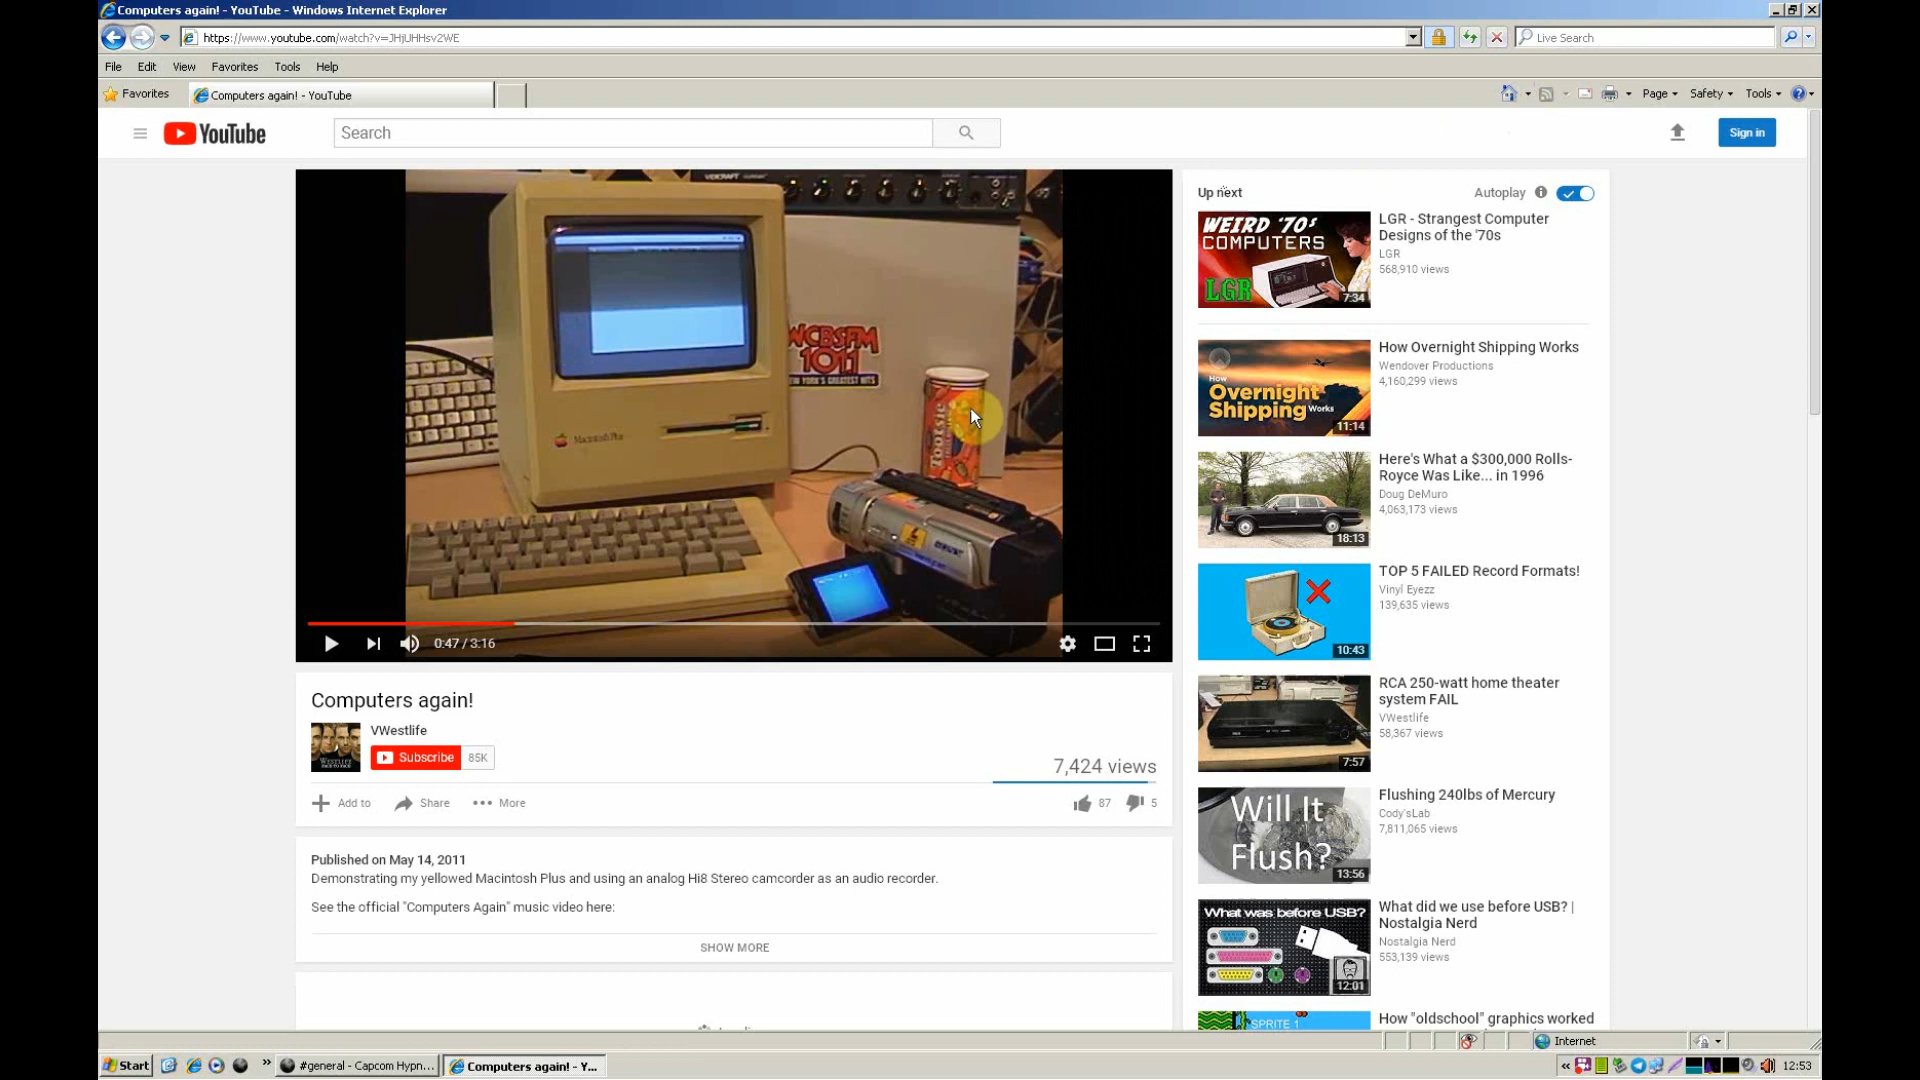 Computers again! - YouTube - Windows Internet Explorer
https://www.youtube.com/watch?v=JHjUHHsv2WE
Live Search
File Edit View Favorites Tools Help
Favorites
Computers again! - YouTube
Page Safety Tools
YouTube
Search
Sign in
WCBSFM
101.1
NEW YORK'S GREATEST HITS
TOOTSIE
Macintosh Plus
0:47 / 3:16
Computers again!
VWestlife
WESTLIFE
Subscribe 85K
7,424 views
Add to Share More
87 5
Published on May 14, 2011
Demonstrating my yellowed Macintosh Plus and using an analog Hi8 Stereo camcorder as an audio recorder.
See the official "Computers Again" music video here:
SHOW MORE
Up next
Autoplay
WEIRD '70s
COMPUTERS
LGR
7:34
LGR - Strangest Computer
Designs of the '70s
LGR
568,910 views
How
Overnight
Shipping Works
11:14
How Overnight Shipping Works
Wendover Productions
4,160,299 views
18:13
Here's What a $300,000 Rolls-
Royce Was Like... in 1996
Doug DeMuro
4,063,173 views
10:43
TOP 5 FAILED Record Formats!
Vinyl Eyezz
139,635 views
7:57
RCA 250-watt home theater
system FAIL
VWestlife
58,367 views
Will It
Flush?
13:56
Flushing 240lbs of Mercury
Cody'sLab
7,811,065 views
What was before USB?
12:01
What did we use before USB? |
Nostalgia Nerd
Nostalgia Nerd
553,139 views
SPRITE 1
How "oldschool" graphics worked
Internet
Start
#general - Capcom Hypn...
Computers again! - Y...
12:53